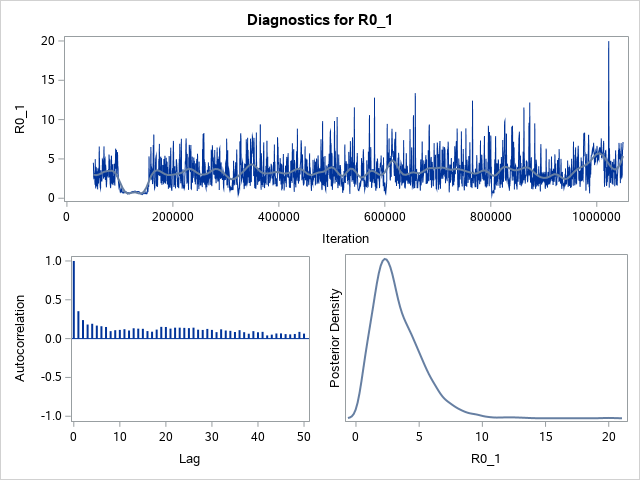 Diagnostics for R0_1
20
15
10
5
0
R0_1
0 200000 400000 600000 800000 1000000
Iteration
1.0
0.5
0.0
-0.5
-1.0
Autocorrelation
0 10 20 30 40 50
Lag
Posterior Density
0 5 10 15 20
R0_1